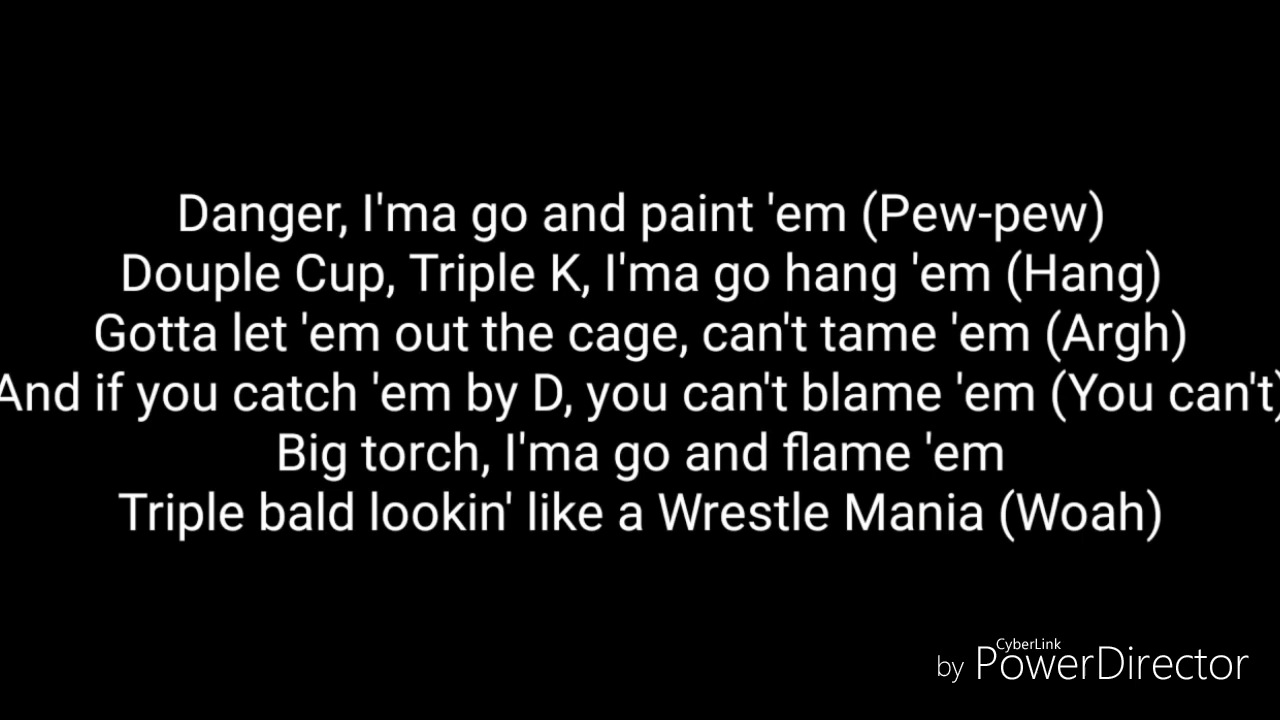 Danger, I'ma go and paint 'em (Pew-pew)
Douple Cup, Triple K, I'ma go hang 'em (Hang)
Gotta let 'em out the cage, can't tame 'em (Argh)
And if you catch 'em by D, you can't blame 'em (You can't)
Big torch, I'ma go and flame 'em
Triple bald lookin' like a Wrestle Mania (Woah)
CyberLink
by PowerDirector